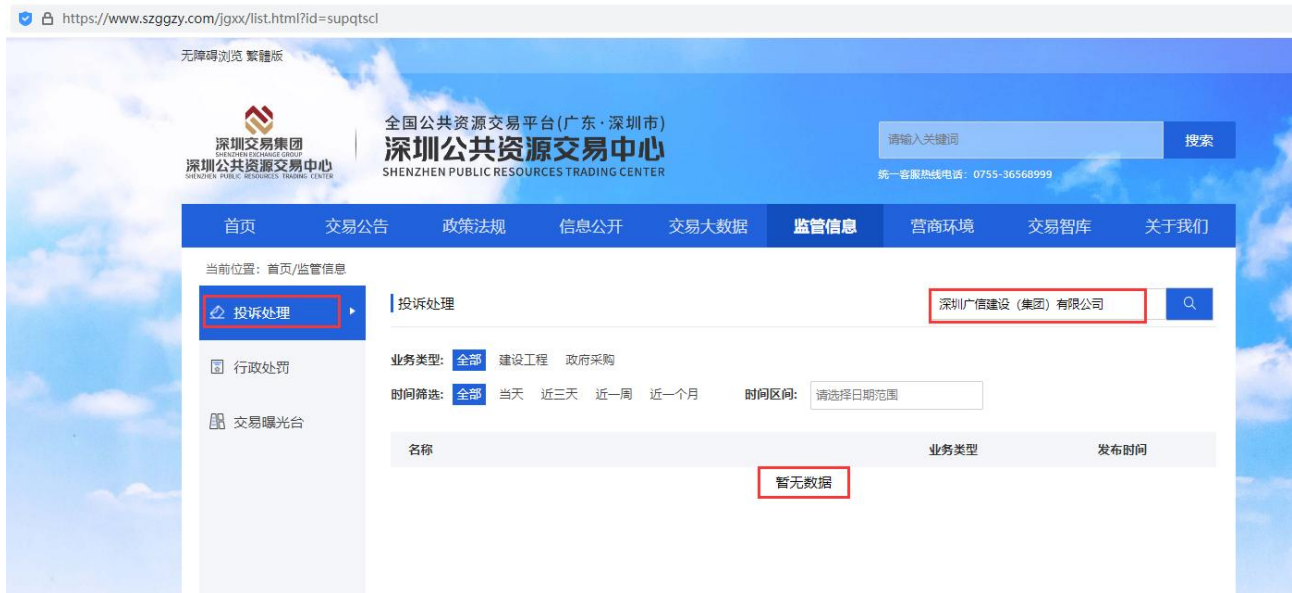 https://www.szggzy.com/jgxx/list.html?id=supqtscl
无障碍浏览 繁體版
深圳交易集团
SHENZHEN EXCHANGE GROUP
深圳公共资源交易中心
SHENZHEN PUBLIC RESOURCES TRADING CENTER
全国公共资源交易平台(广东·深圳市)
深圳公共资源交易中心
SHENZHEN PUBLIC RESOURCES TRADING CENTER
请输入关键词
搜索
统一客服热线电话：0755-36568999
首页 交易公告 政策法规 信息公开 交易大数据 监管信息 营商环境 交易智库 关于我们
当前位置：首页/监管信息
投诉处理
行政处罚
交易曝光台
投诉处理
深圳广信建设（集团）有限公司
业务类型: 全部 建设工程 政府采购
时间筛选: 全部 当天 近三天 近一周 近一个月 时间区间: 请选择日期范围
名称 业务类型 发布时间
暂无数据